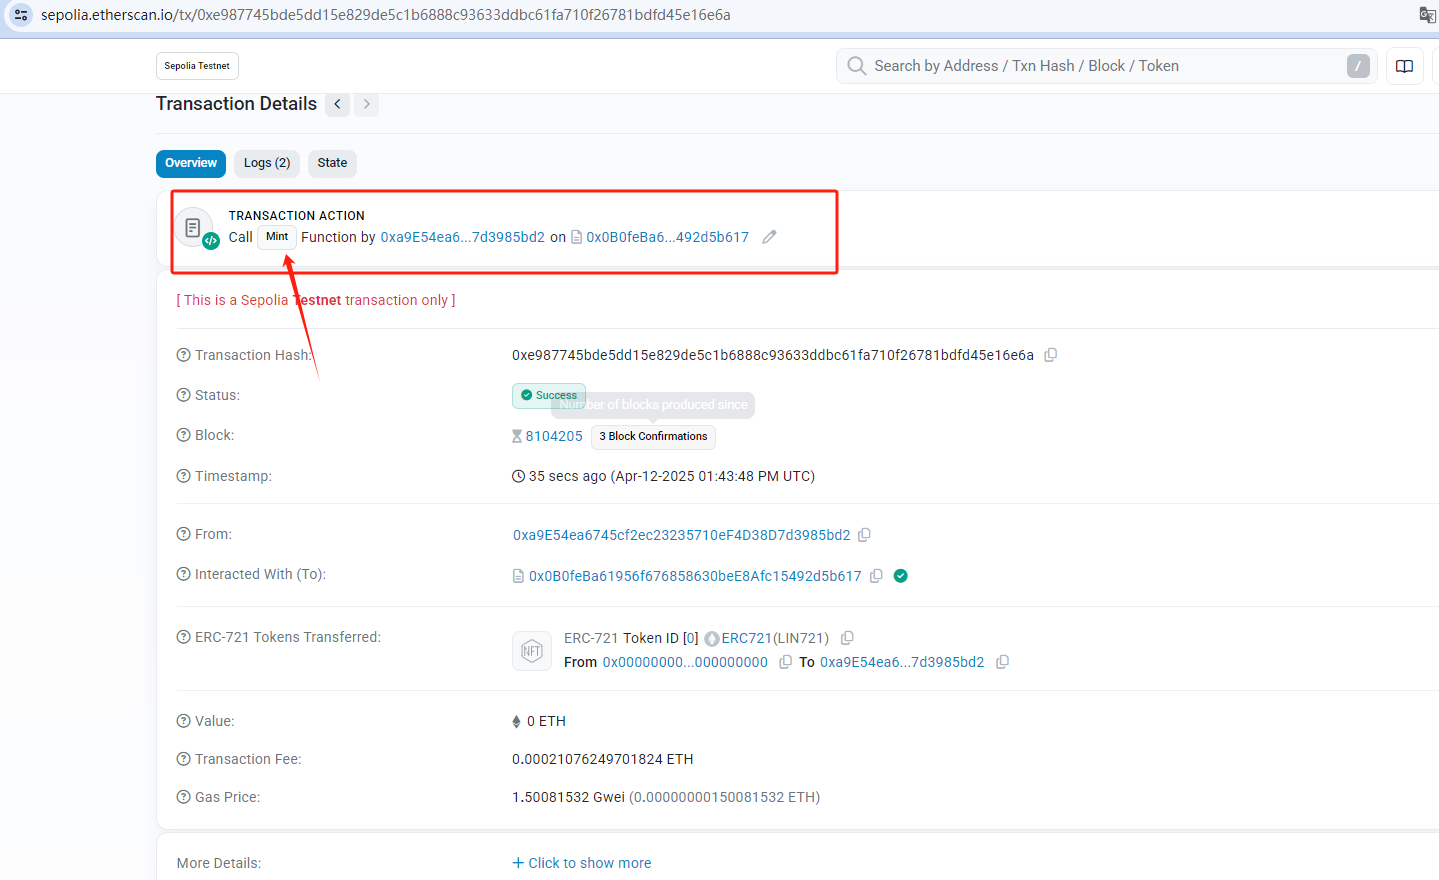 sepolia.etherscan.io/tx/0xe987745bde5dd15e829de5c1b6888c93633ddbc61fa710f26781bdfd45e16e6a
Sepolia Testnet
Search by Address / Txn Hash / Block / Token
/
Transaction Details
Overview
Logs (2)
State
TRANSACTION ACTION
Call Mint Function by 0xa9E54ea6...7d3985bd2 on 0x0B0feBa6...492d5b617
[ This is a Sepolia Testnet transaction only ]
Transaction Hash: 0xe987745bde5dd15e829de5c1b6888c93633ddbc61fa710f26781bdfd45e16e6a
Status: Success
Number of blocks produced since
Block: 8104205 3 Block Confirmations
Timestamp: 35 secs ago (Apr-12-2025 01:43:48 PM UTC)
From: 0xa9E54ea6745cf2ec23235710eF4D38D7d3985bd2
Interacted With (To): 0x0B0feBa61956f676858630beE8Afc15492d5b617
ERC-721 Tokens Transferred: NFT ERC-721 Token ID [0] ERC721(LIN721)
From 0x00000000...000000000 To 0xa9E54ea6...7d3985bd2
Value: 0 ETH
Transaction Fee: 0.00021076249701824 ETH
Gas Price: 1.50081532 Gwei (0.00000000150081532 ETH)
More Details: + Click to show more